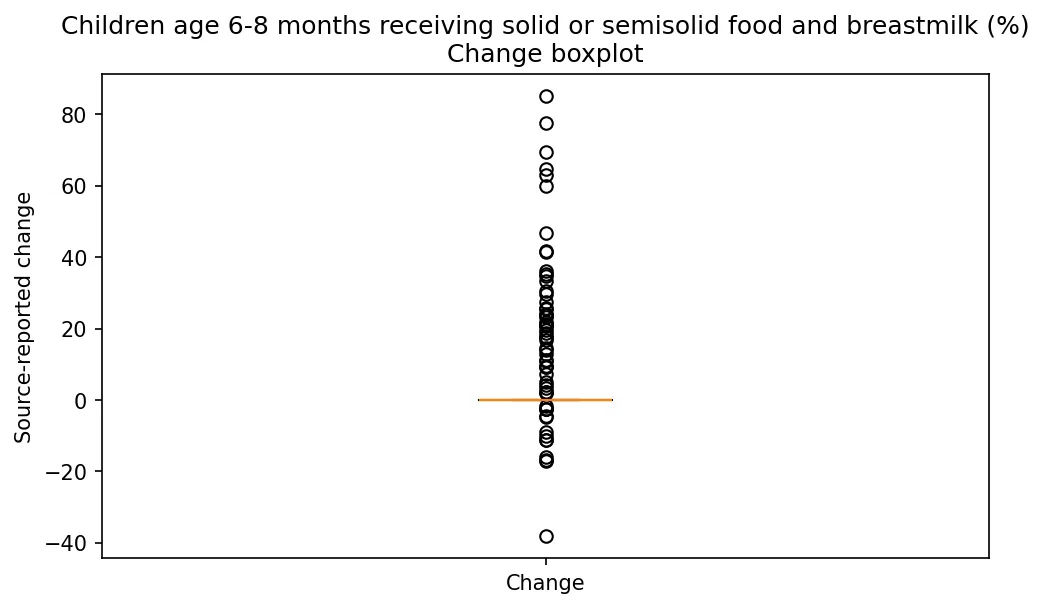 Children age 6-8 months receiving solid or semisolid food and breastmilk (%)
Change boxplot
Source-reported change
80
60
40
20
0
−20
−40
Change